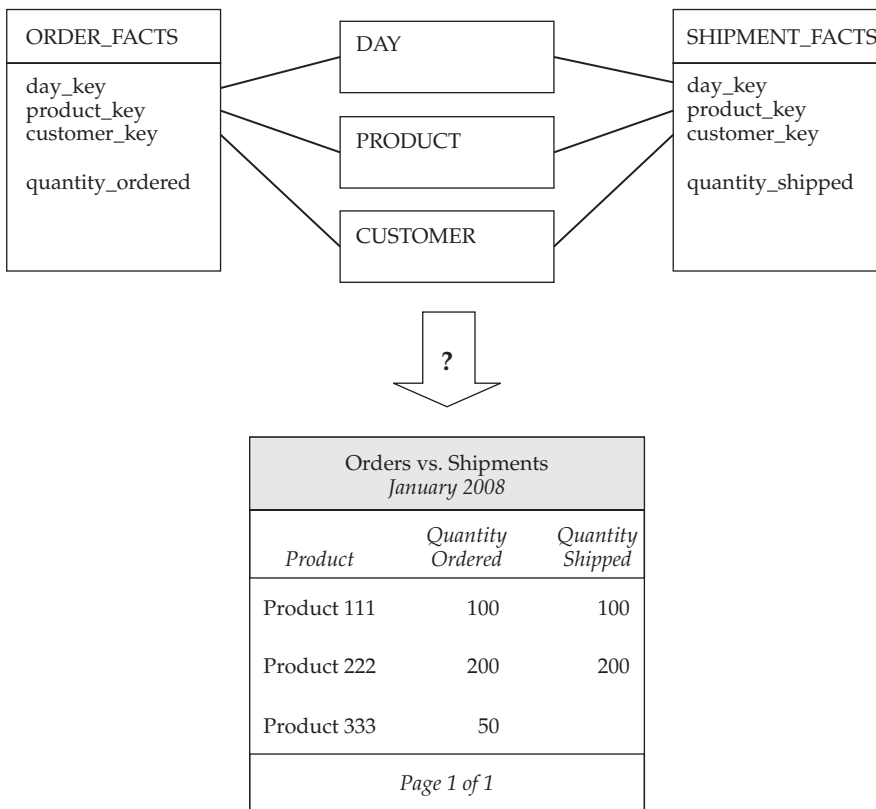 ORDER_FACTS
day_key
product_key
customer_key
quantity_ordered
DAY
PRODUCT
CUSTOMER
SHIPMENT_FACTS
day_key
product_key
customer_key
quantity_shipped
?
Orders vs. Shipments
January 2008
Product Quantity Ordered Quantity Shipped
Product 111 100 100
Product 222 200 200
Product 333 50
Page 1 of 1